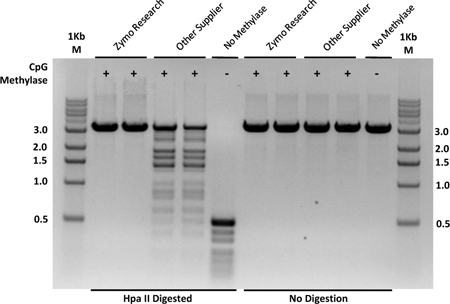 Zymo Research
Other Supplier
No Methylase
Zymo Research
Other Supplier
No Methylase
1Kb
M
1Kb
M
CpG
Methylase
+ + + + - + + + + -
3.0
2.0
1.5
1.0
0.5
3.0
2.0
1.5
1.0
0.5
Hpa II Digested
No Digestion